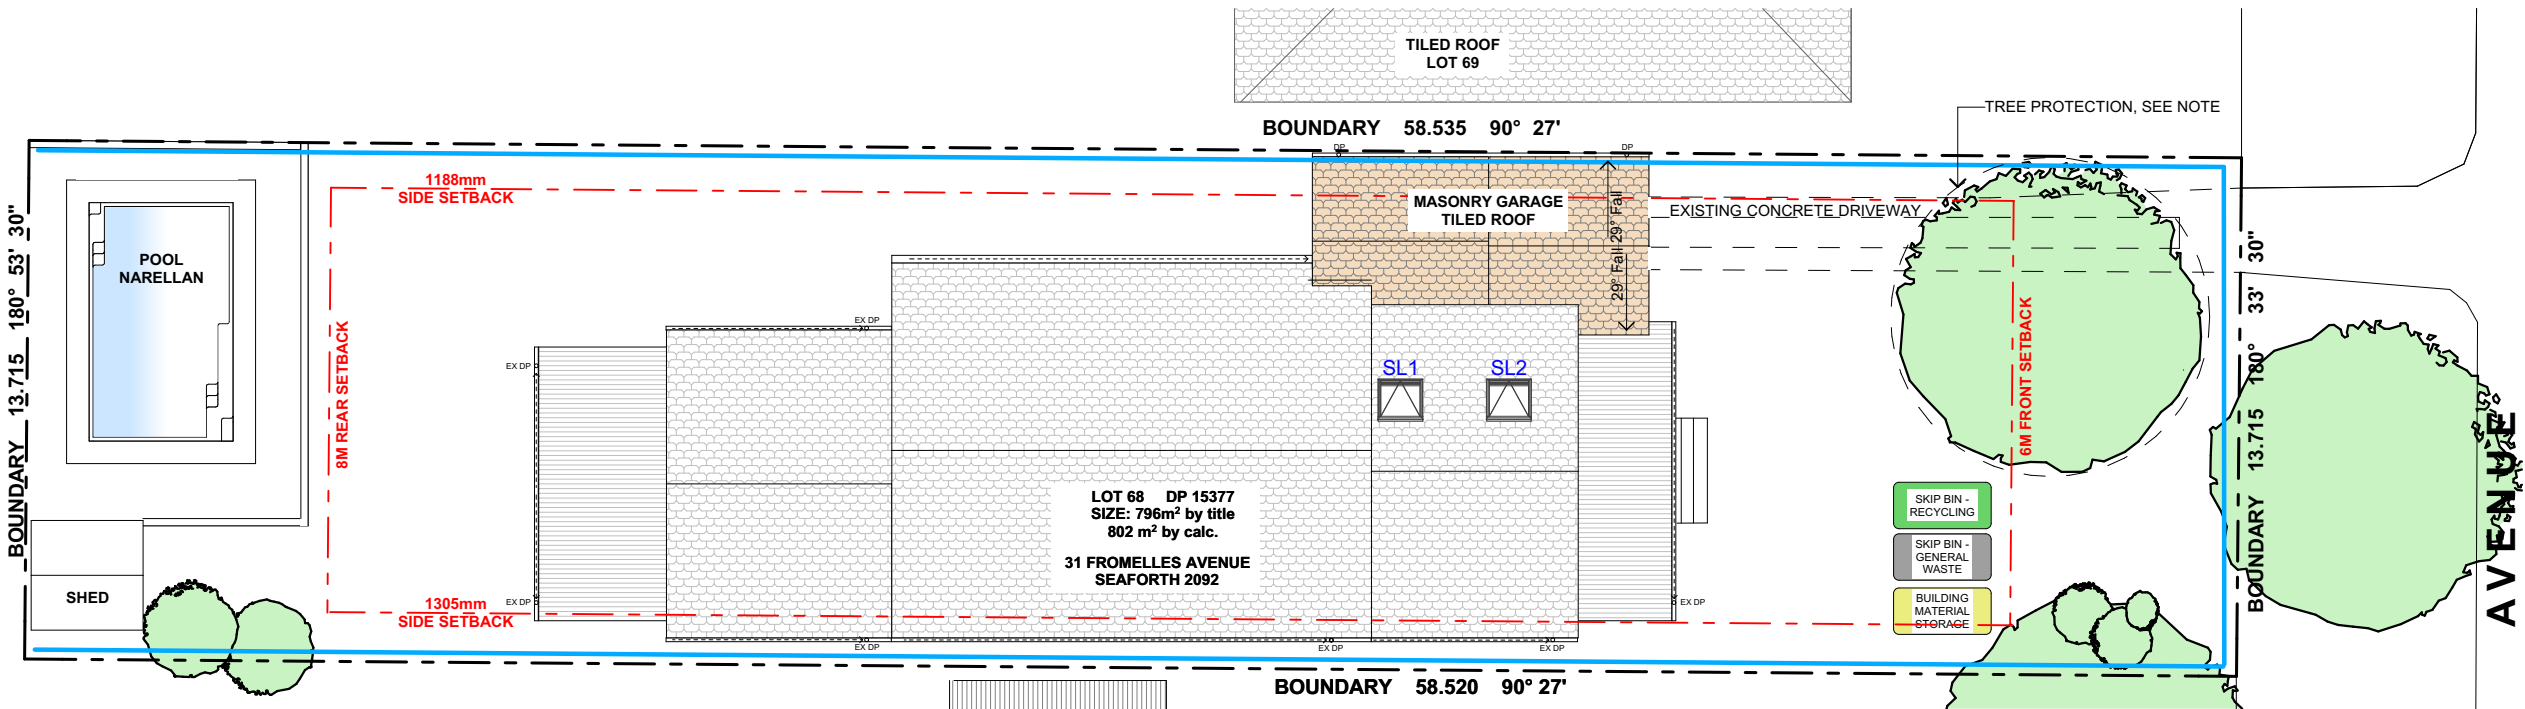 TILED ROOF
LOT 69
TREE PROTECTION, SEE NOTE
BOUNDARY 58.535 90° 27'
DP
DP
1188mm
SIDE SETBACK
MASONRY GARAGE
TILED ROOF
EXISTING CONCRETE DRIVEWAY
29° Fall
29° Fall
BOUNDARY 13.715 180° 53' 30"
POOL
NARELLAN
8M REAR SETBACK
EX DP
EX DP
SL1
SL2
6M FRONT SETBACK
BOUNDARY 13.715 180° 33' 30"
AVENUE
LOT 68 DP 15377
SIZE: 796m² by title
802 m² by calc.
31 FROMELLES AVENUE
SEAFORTH 2092
SKIP BIN -
RECYCLING
SKIP BIN -
GENERAL
WASTE
BUILDING
MATERIAL
STORAGE
SHED
1305mm
SIDE SETBACK
EX DP
EX DP
EX DP
EX DP
EX DP
BOUNDARY 58.520 90° 27'